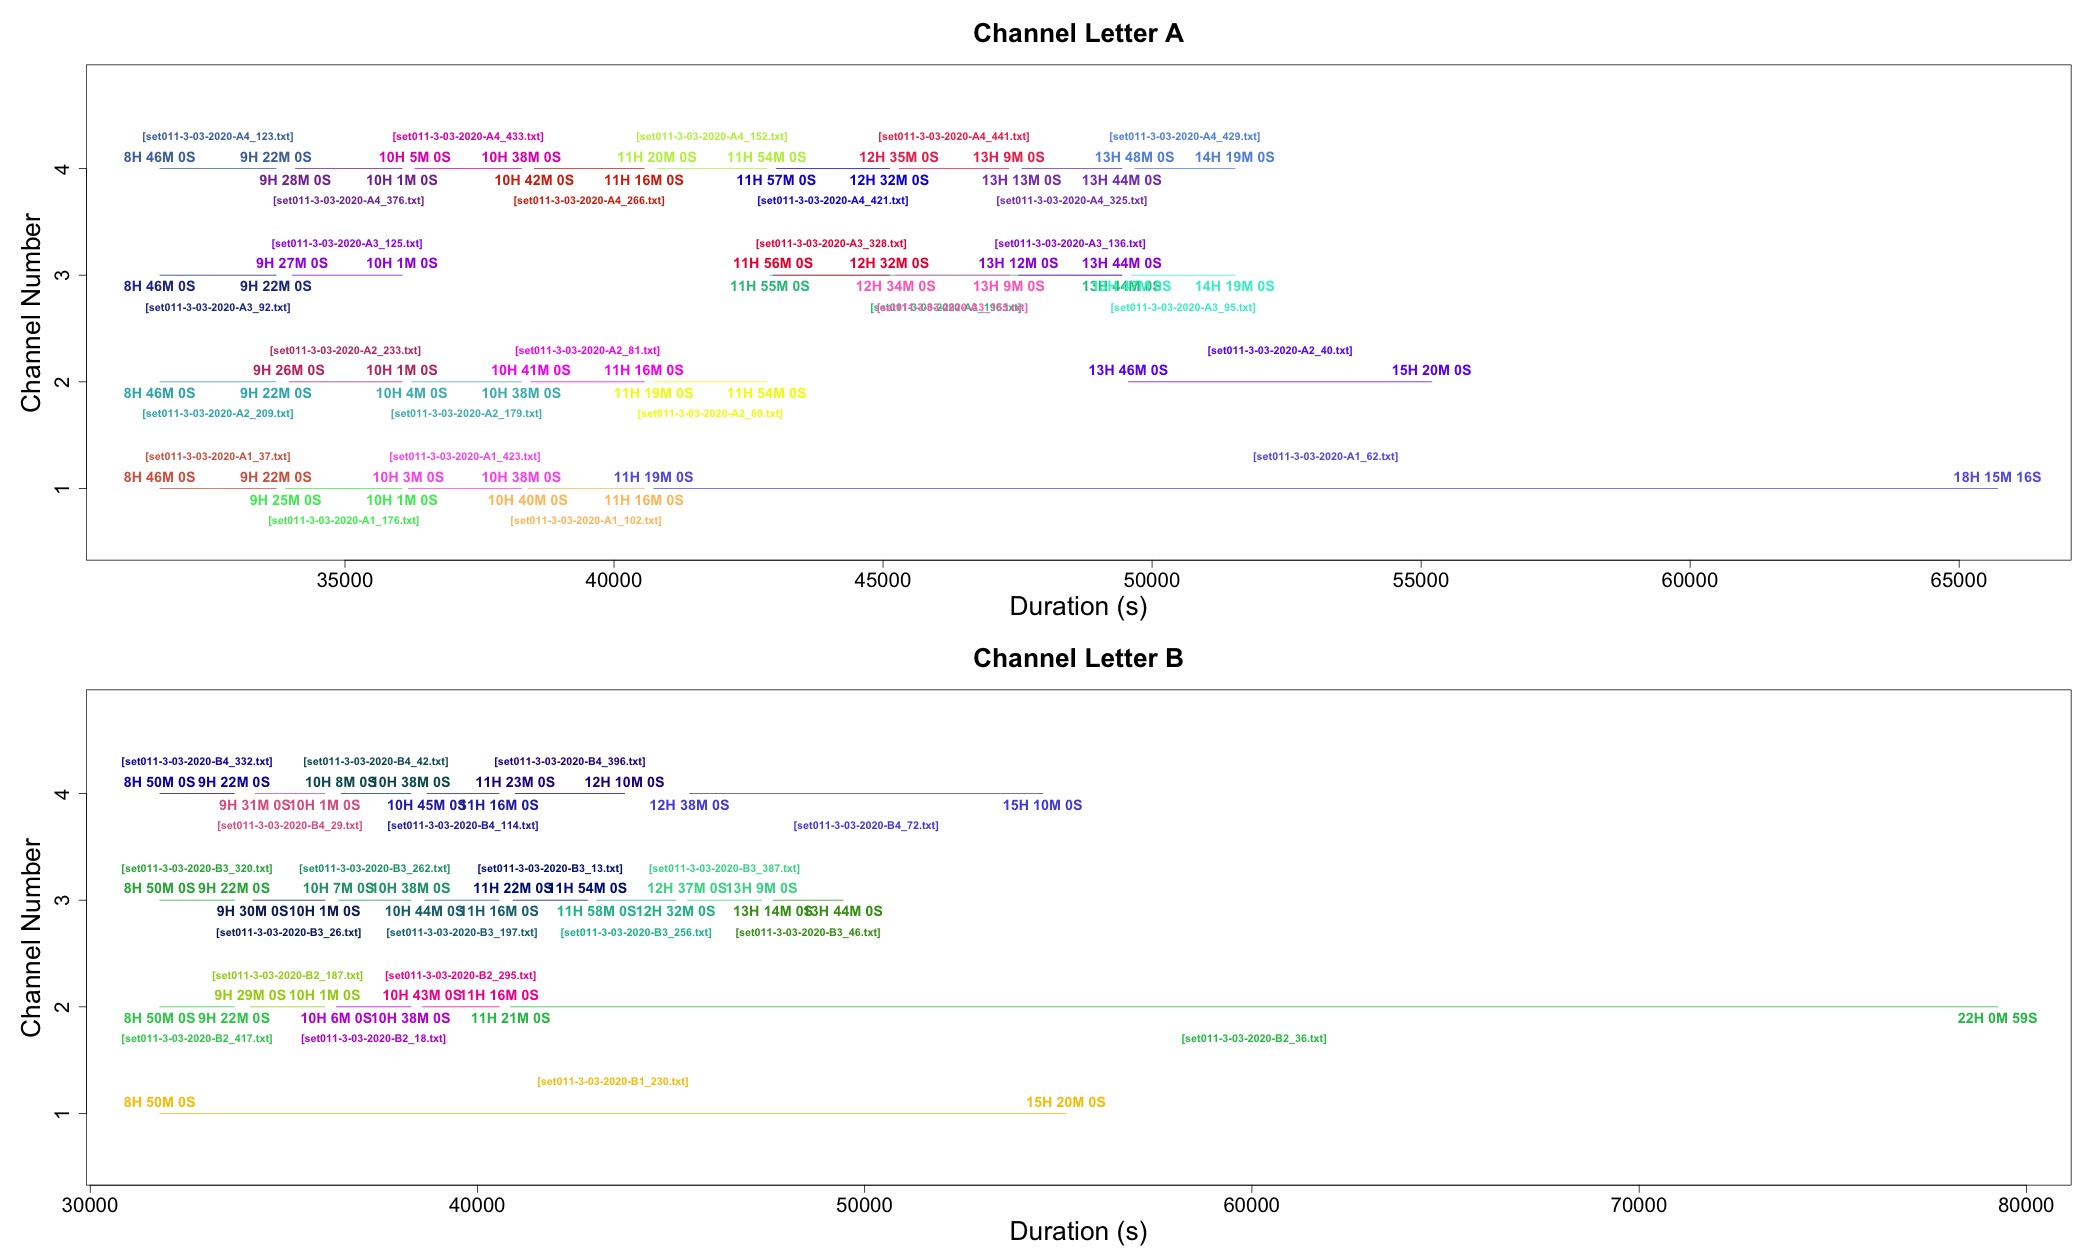 Channel Letter A
[set011-3-03-2020-A4_123.txt] [set011-3-03-2020-A4_433.txt] [set011-3-03-2020-A4_152.txt] [set011-3-03-2020-A4_441.txt] [set011-3-03-2020-A4_429.txt]
8H 46M 0S 9H 22M 0S 10H 5M 0S 10H 38M 0S 11H 20M 0S 11H 54M 0S 12H 35M 0S 13H 9M 0S 13H 48M 0S 14H 19M 0S
4
9H 28M 0S 10H 1M 0S 10H 42M 0S 11H 16M 0S 11H 57M 0S 12H 32M 0S 13H 13M 0S 13H 44M 0S
[set011-3-03-2020-A4_376.txt] [set011-3-03-2020-A4_266.txt] [set011-3-03-2020-A4_421.txt] [set011-3-03-2020-A4_325.txt]
[set011-3-03-2020-A3_125.txt] [set011-3-03-2020-A3_328.txt] [set011-3-03-2020-A3_136.txt]
9H 27M 0S 10H 1M 0S 11H 56M 0S 12H 32M 0S 13H 12M 0S 13H 44M 0S
3
8H 46M 0S 9H 22M 0S 11H 55M 0S 12H 34M 0S 13H 9M 0S 13H 44M 0S 14H 19M 0S
[set011-3-03-2020-A3_92.txt] [set011-3-03-2020-A3_95.txt]
[set011-3-03-2020-A2_233.txt] [set011-3-03-2020-A2_81.txt] [set011-3-03-2020-A2_40.txt]
9H 26M 0S 10H 1M 0S 10H 41M 0S 11H 16M 0S 13H 46M 0S 15H 20M 0S
2
8H 46M 0S 9H 22M 0S 10H 4M 0S 10H 38M 0S 11H 19M 0S 11H 54M 0S
[set011-3-03-2020-A2_209.txt] [set011-3-03-2020-A2_179.txt]
[set011-3-03-2020-A1_37.txt] [set011-3-03-2020-A1_423.txt] [set011-3-03-2020-A1_62.txt]
8H 46M 0S 9H 22M 0S 10H 3M 0S 10H 38M 0S 11H 19M 0S 18H 15M 16S
1
9H 25M 0S 10H 1M 0S 10H 40M 0S 11H 16M 0S
[set011-3-03-2020-A1_176.txt] [set011-3-03-2020-A1_102.txt]
Channel Number
35000 40000 45000 50000 55000 60000 65000
Duration (s)
Channel Letter B
[set011-3-03-2020-B4_332.txt] [set011-3-03-2020-B4_42.txt] [set011-3-03-2020-B4_396.txt]
8H 50M 0S 9H 22M 0S 10H 8M 0S 10H 38M 0S 11H 23M 0S 12H 10M 0S
4
9H 31M 0S 10H 1M 0S 10H 45M 0S 11H 16M 0S 12H 38M 0S 15H 10M 0S
[set011-3-03-2020-B4_29.txt] [set011-3-03-2020-B4_114.txt] [set011-3-03-2020-B4_72.txt]
[set011-3-03-2020-B3_320.txt] [set011-3-03-2020-B3_262.txt] [set011-3-03-2020-B3_13.txt] [set011-3-03-2020-B3_387.txt]
8H 50M 0S 9H 22M 0S 10H 7M 0S 10H 38M 0S 11H 22M 0S 11H 54M 0S 12H 37M 0S 13H 9M 0S
3
9H 30M 0S 10H 1M 0S 10H 44M 0S 11H 16M 0S 11H 58M 0S 12H 32M 0S 13H 14M 0S 13H 44M 0S
[set011-3-03-2020-B3_26.txt] [set011-3-03-2020-B3_197.txt] [set011-3-03-2020-B3_256.txt] [set011-3-03-2020-B3_46.txt]
[set011-3-03-2020-B2_187.txt] [set011-3-03-2020-B2_295.txt]
9H 29M 0S 10H 1M 0S 10H 43M 0S 11H 16M 0S
2
8H 50M 0S 9H 22M 0S 10H 6M 0S 10H 38M 0S 11H 21M 0S 22H 0M 59S
[set011-3-03-2020-B2_417.txt] [set011-3-03-2020-B2_18.txt] [set011-3-03-2020-B2_36.txt]
[set011-3-03-2020-B1_230.txt]
8H 50M 0S 15H 20M 0S
1
Channel Number
30000 40000 50000 60000 70000 80000
Duration (s)